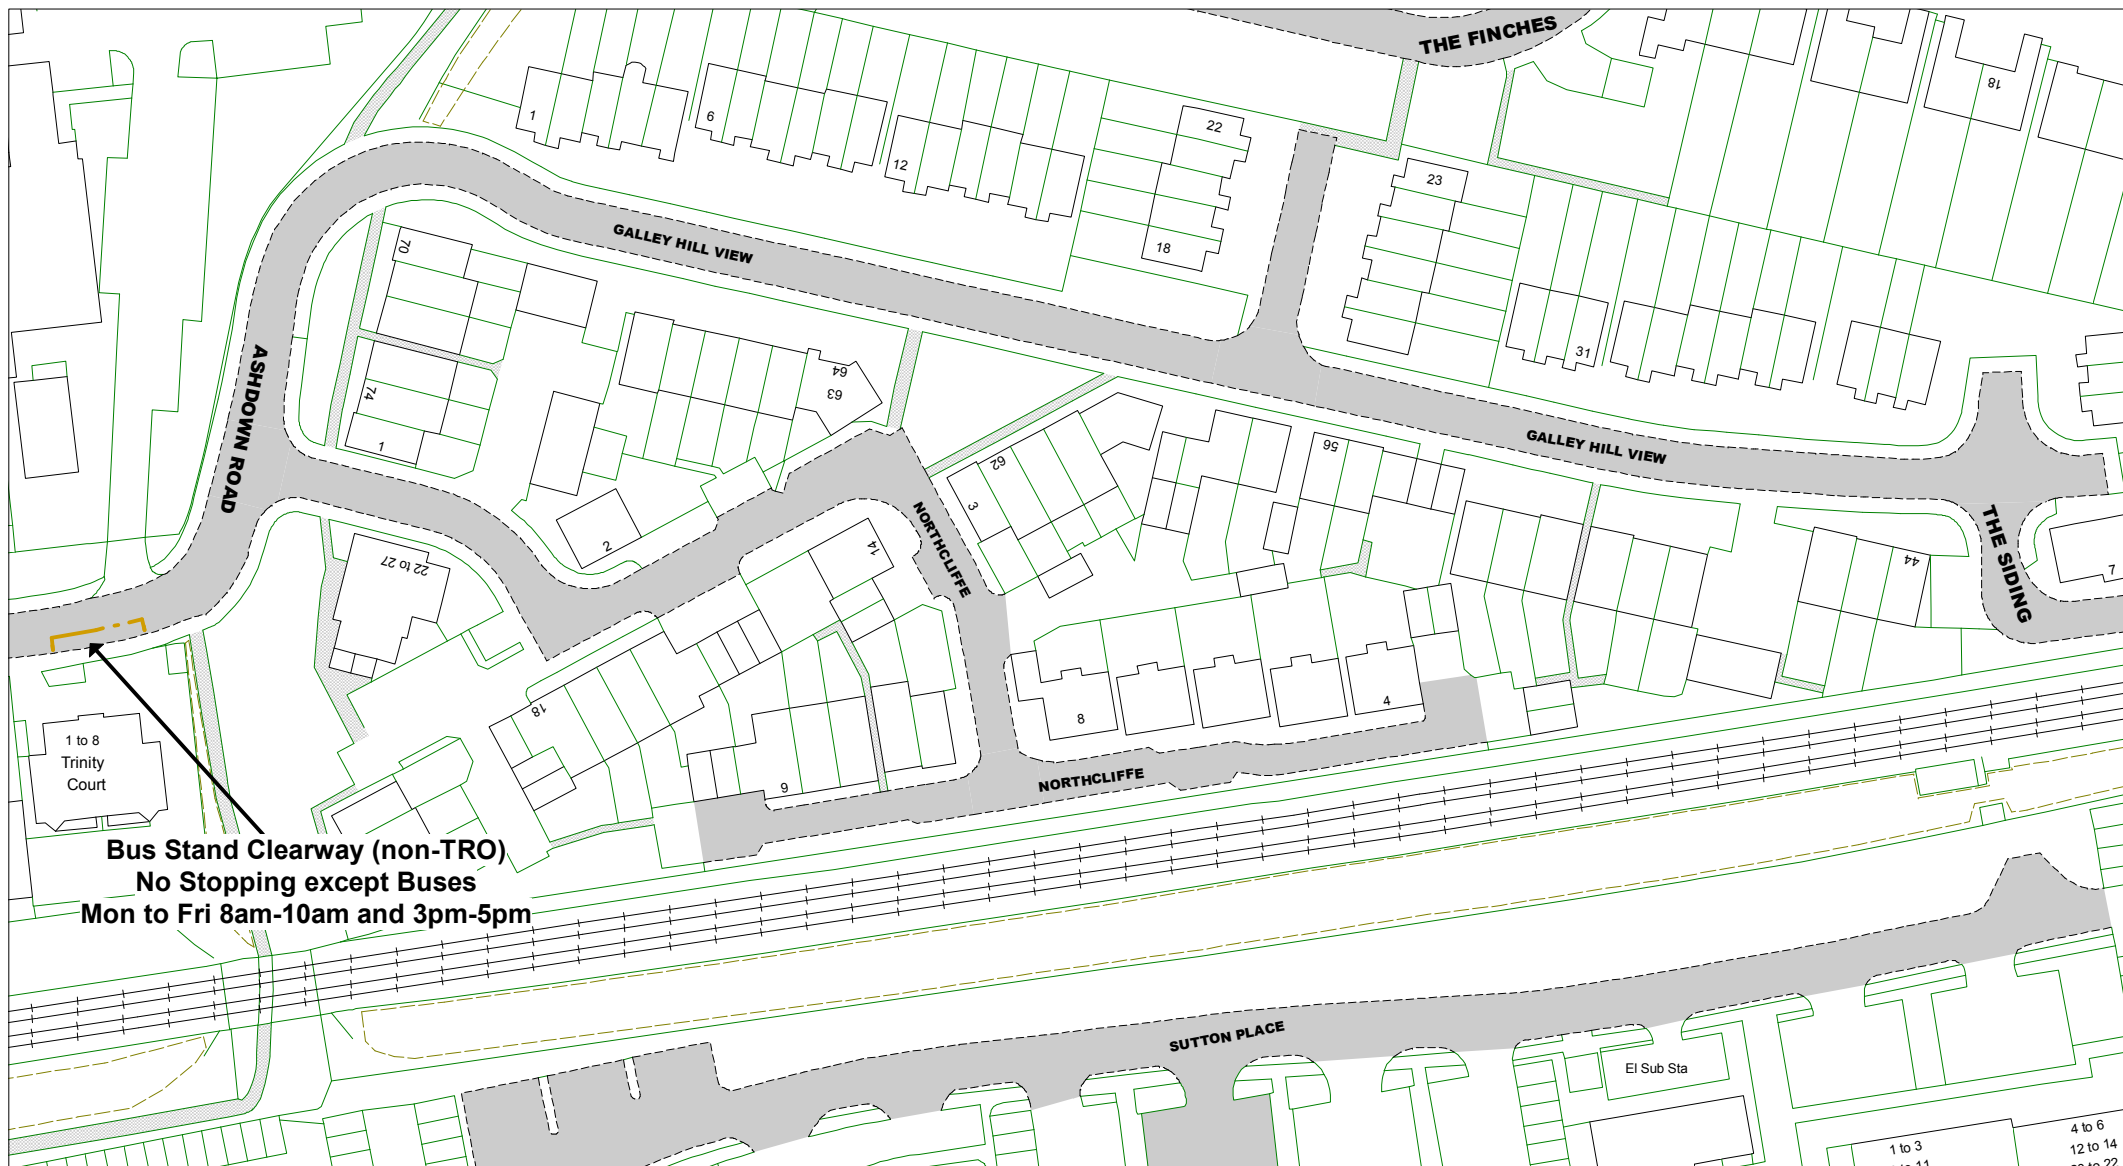 THE FINCHES
18
1
6
12
22
18
23
31
GALLEY HILL VIEW
70
74
1
64
63
ASHDOWN ROAD
2
22 to 27
14
NORTHCLIFFE
3
62
56
GALLEY HILL VIEW
44
THE SIDING
7
18
9
8
4
NORTHCLIFFE
1 to 8
Trinity
Court
Bus Stand Clearway (non-TRO)
No Stopping except Buses
Mon to Fri 8am-10am and 3pm-5pm
SUTTON PLACE
El Sub Sta
1 to 3
4 to 6
12 to 14